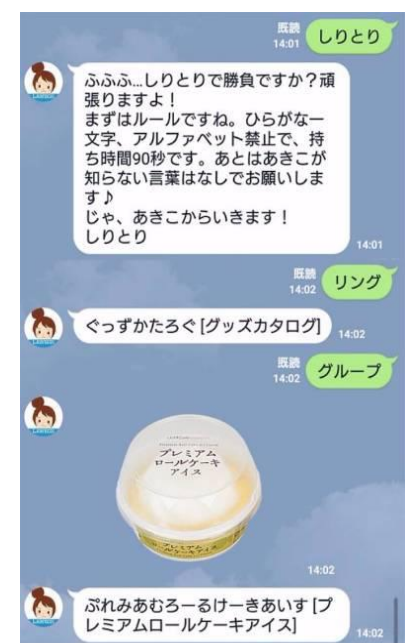 既読
14:01
しりとり
ふふふ...しりとりで勝負ですか？頑
張りますよ！
まずはルールですね。ひらがな一
文字、アルファベット禁止で、持
ち時間90秒です。あとはあきこが
知らない言葉はなしでお願いしま
す♪
じゃ、あきこからいきます！
しりとり
14:01
既読
14:02
リング
ぐっずかたろぐ [グッズカタログ]
14:02
既読
14:02
グループ
プレミアム
ロールケーキ
アイス
14:02
ぷれみあむろーるけーきあいす [プ
レミアムロールケーキアイス]
14:02